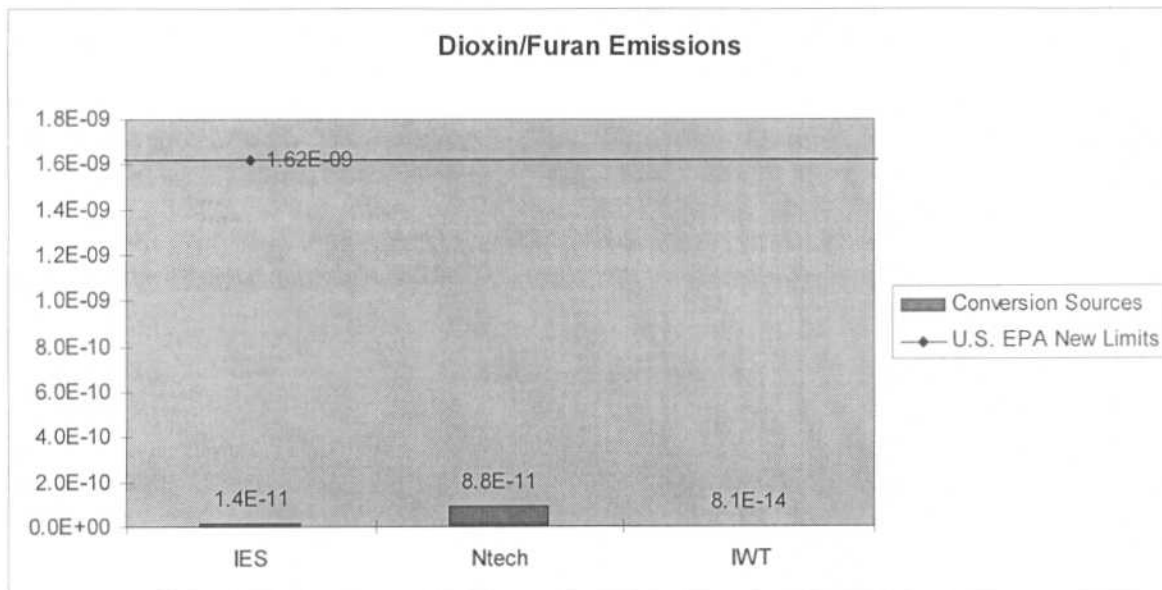 Dioxin/Furan Emissions
1.8E-09
1.6E-09
1.62E-09
1.4E-09
1.2E-09
1.0E-09
8.0E-10
6.0E-10
4.0E-10
2.0E-10
0.0E+00
1.4E-11
8.8E-11
8.1E-14
IES
Ntech
IWT
Conversion Sources
U.S. EPA New Limits